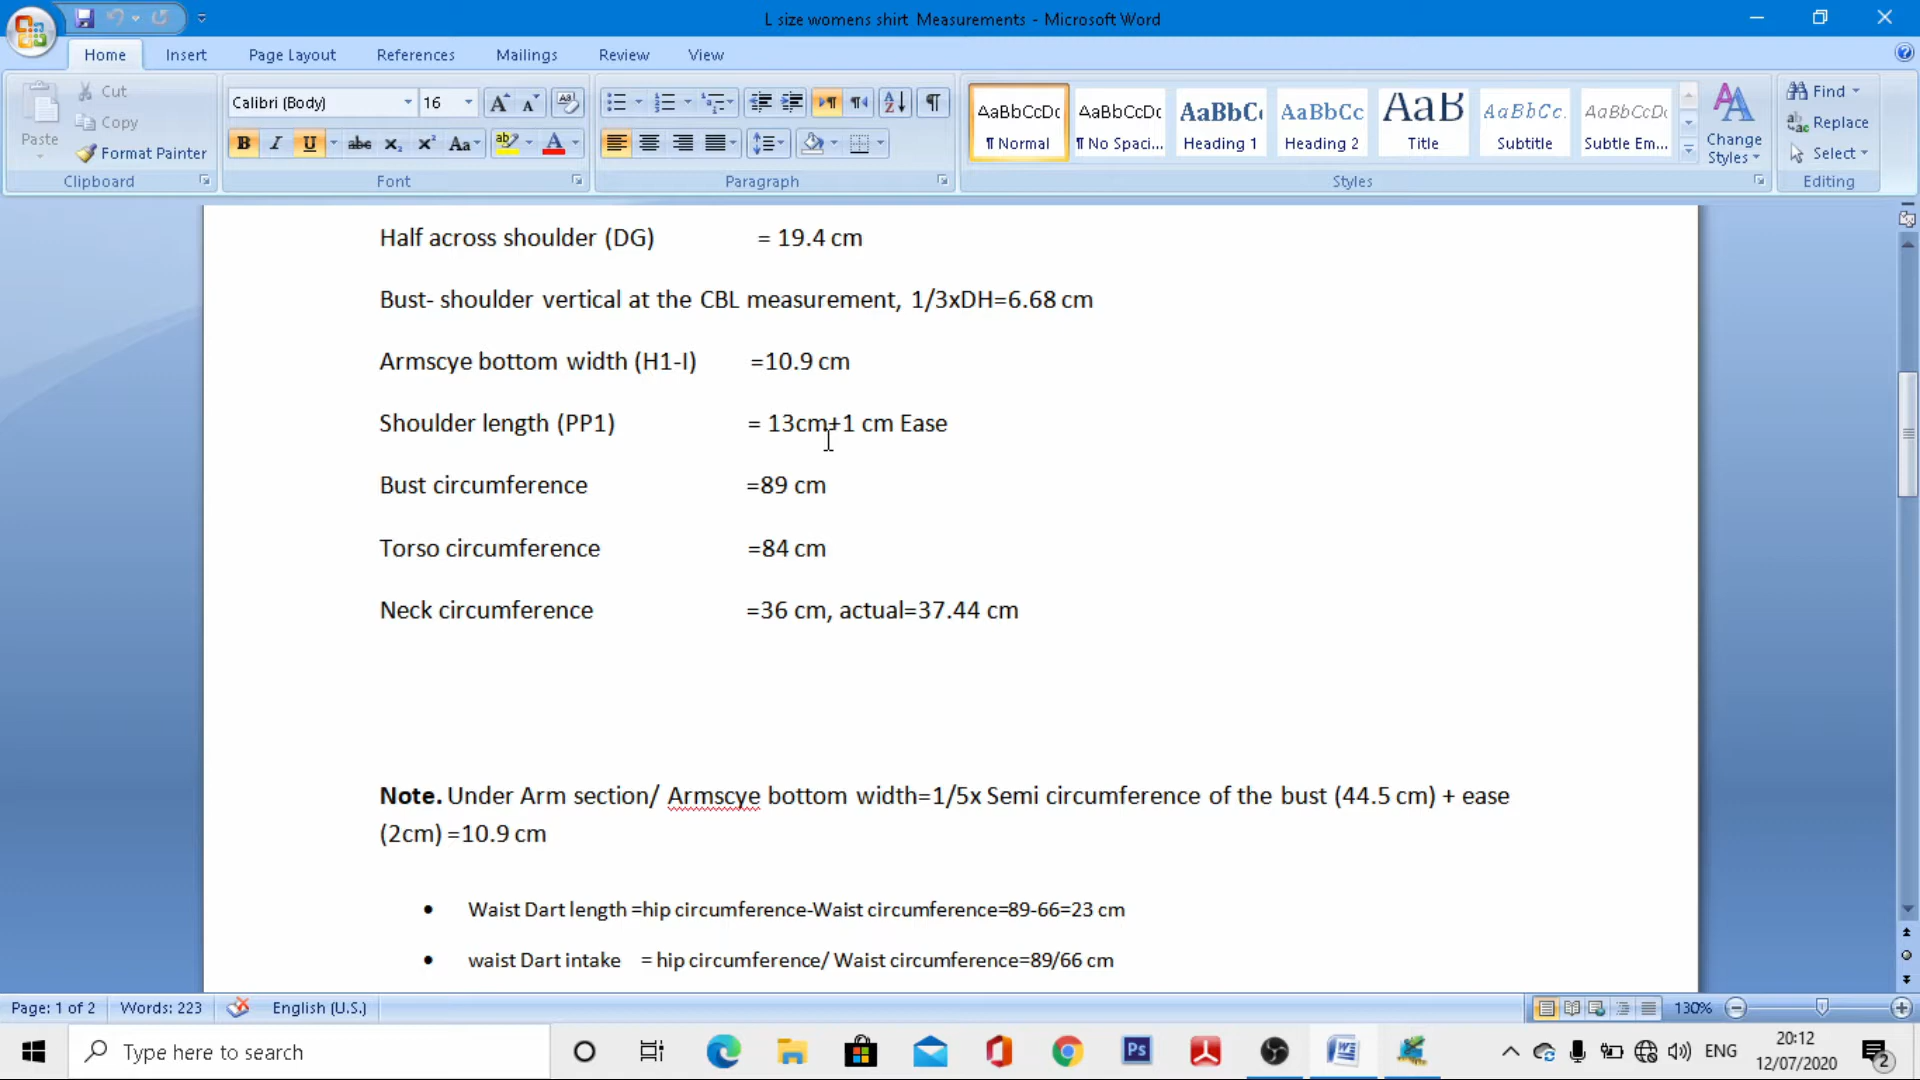 L size womens shirt Measurements - Microsoft Word
Home Insert Page Layout References Mailings Review View
Paste
Cut
Copy
Format Painter
Clipboard
Calibri (Body) 16
Font
Paragraph
AaBbCcDc AaBbCcDc AaBbC AaBbCc AaB AaBbCc. AaBbCcDc
¶ Normal ¶ No Spaci... Heading 1 Heading 2 Title Subtitle Subtle Em...
Change Styles
Styles
Find
Replace
Select
Editing
Half across shoulder (DG) = 19.4 cm
Bust- shoulder vertical at the CBL measurement, 1/3xDH=6.68 cm
Armscye bottom width (H1-I) =10.9 cm
Shoulder length (PP1) = 13cm+1 cm Ease
Bust circumference =89 cm
Torso circumference =84 cm
Neck circumference =36 cm, actual=37.44 cm
Note. Under Arm section/ Armscye bottom width=1/5x Semi circumference of the bust (44.5 cm) + ease
(2cm) =10.9 cm
• Waist Dart length =hip circumference-Waist circumference=89-66=23 cm
• waist Dart intake = hip circumference/ Waist circumference=89/66 cm
Page: 1 of 2 Words: 223 English (U.S.) 130%
Type here to search
ENG
20:12
12/07/2020
2